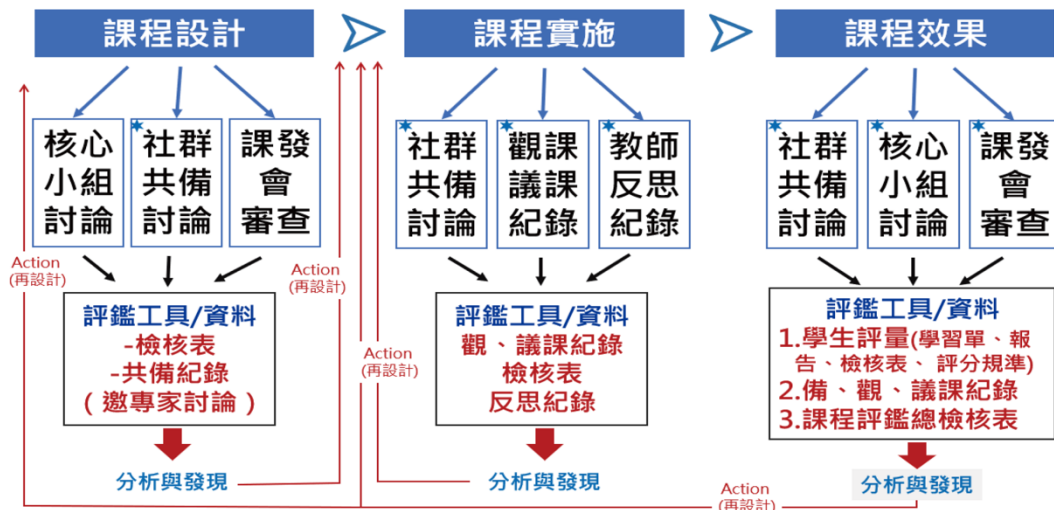 課程設計
課程實施
課程效果
核心
小組
討論
社群
共備
討論
課發
會
審查
社群
共備
討論
觀課
議課
紀錄
教師
反思
紀錄
社群
共備
討論
核心
小組
討論
課發
會
審查
Action
(再設計)
Action
(再設計)
評鑑工具/資料
-檢核表
-共備紀錄
(邀專家討論)
分析與發現
Action
(再設計)
評鑑工具/資料
觀、議課紀錄
檢核表
反思紀錄
分析與發現
評鑑工具/資料
1.學生評量(學習單、報
告、檢核表、 評分規準)
2.備、觀、議課紀錄
3.課程評鑑總檢核表
分析與發現
Action
(再設計)